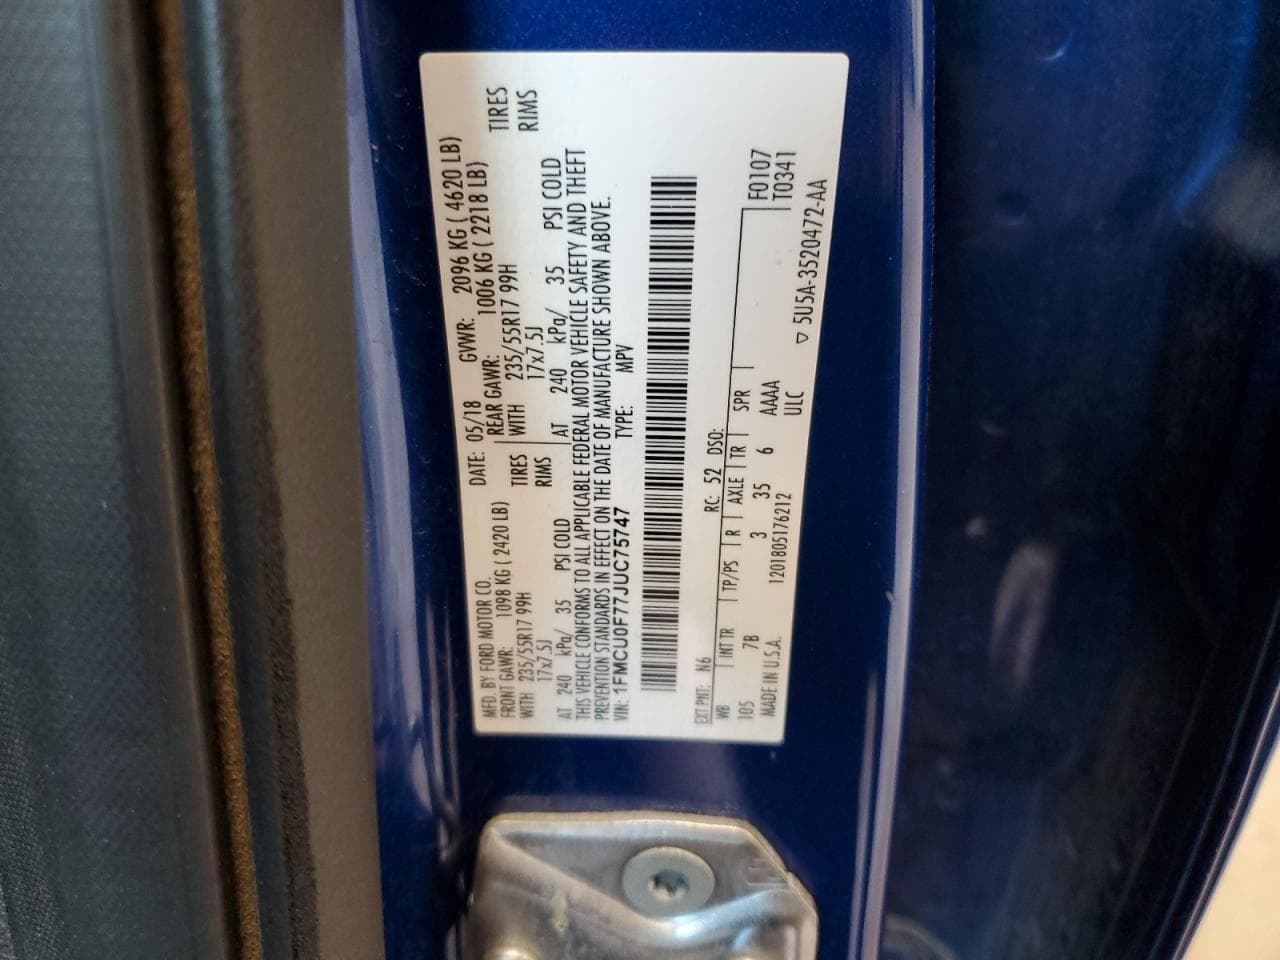 MFD. BY FORD MOTOR CO. DATE: 05/18 GVWR: 2096 KG ( 4620 LB)
FRONT GAWR: 1098 KG ( 2420 LB) REAR GAWR: 1006 KG ( 2218 LB)
WITH 235/55R17 99H TIRES WITH 235/55R17 99H TIRES
17x7.5J RIMS 17x7.5J RIMS
AT 240 kPa/ 35 PSI COLD AT 240 kPa/ 35 PSI COLD
THIS VEHICLE CONFORMS TO ALL APPLICABLE FEDERAL MOTOR VEHICLE SAFETY AND THEFT
PREVENTION STANDARDS IN EFFECT ON THE DATE OF MANUFACTURE SHOWN ABOVE.
VIN: 1FMCU0F77JUC75747 TYPE: MPV
EXT PNT: N6 RC: 52 DSO: F0107
WB INT TR TP/PS R AXLE TR SPR T0341
105 7B 3 35 6 AAAA
MADE IN U.S.A. 1201805176212 ULC
▽ 5U5A-3520472-AA